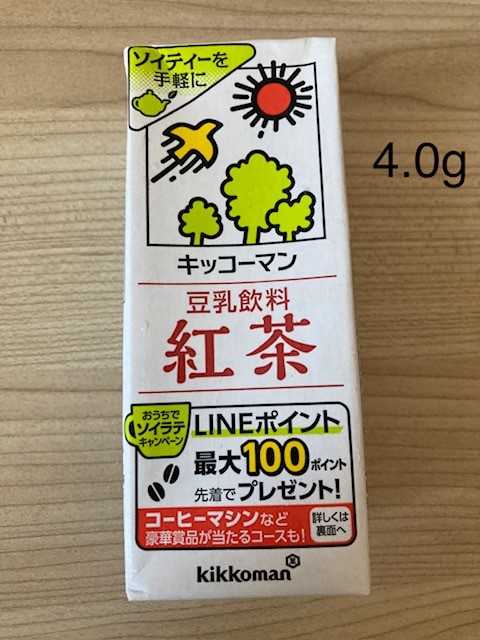 ソイティーを
手軽に
4.0g
キッコーマン
豆乳飲料
紅茶
おうちで
ソイラテ
キャンペーン
LINEポイント
最大100ポイント
先着でプレゼント!
コーヒーマシンなど
豪華賞品が当たるコースも!
詳しくは
裏面へ
kikkoman